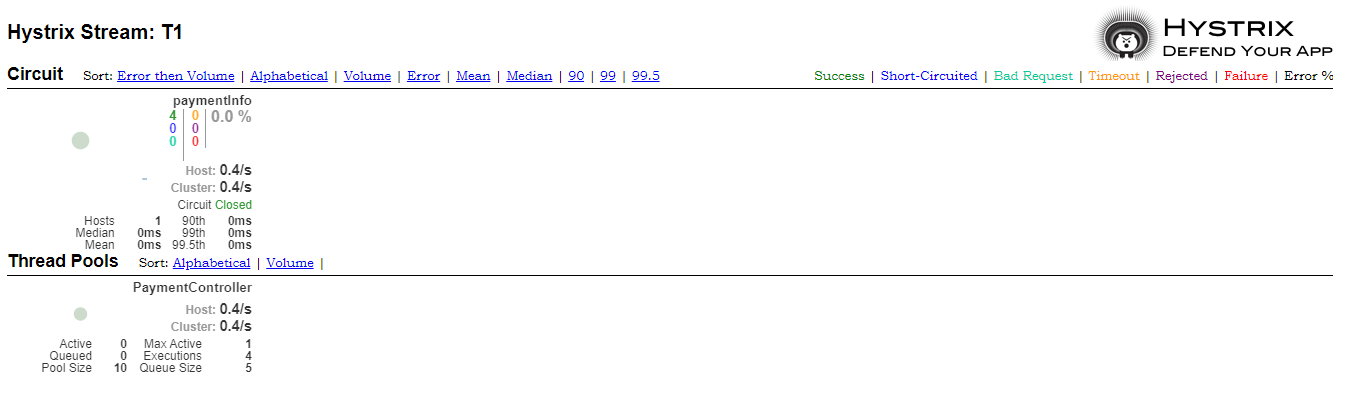 Hystrix Stream: T1
HYSTRIX
DEFEND YOUR APP
Circuit Sort: Error then Volume | Alphabetical | Volume | Error | Mean | Median | 90 | 99 | 99.5
Success | Short-Circuited | Bad Request | Timeout | Rejected | Failure | Error %
paymentInfo
4 0 0.0 %
0 0
0 0
Host: 0.4/s
Cluster: 0.4/s
Circuit Closed
Hosts 1 90th 0ms
Median 0ms 99th 0ms
Mean 0ms 99.5th 0ms
Thread Pools Sort: Alphabetical | Volume |
PaymentController
Host: 0.4/s
Cluster: 0.4/s
Active 0 Max Active 1
Queued 0 Executions 4
Pool Size 10 Queue Size 5